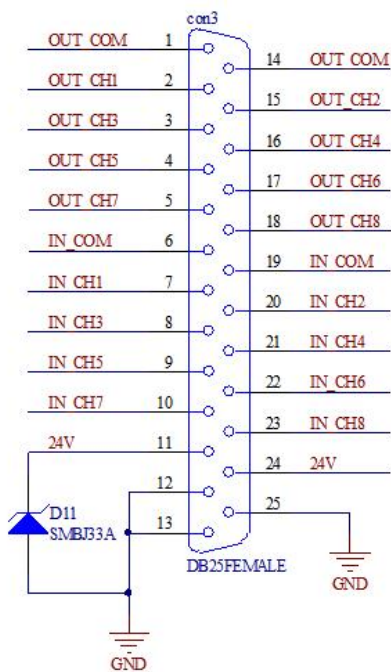 con3
OUT COM 1
14 OUT COM
OUT CH1 2
15 OUT_CH2
OUT CH3 3
16 OUT CH4
OUT CH5 4
17 OUT CH6
OUT CH7 5
18 OUT CH8
IN_COM 6
19 IN COM
IN CH1 7
20 IN CH2
IN CH3 8
21 IN CH4
IN CH5 9
22 IN_CH6
IN CH7 10
23 IN CH8
24V 11
24 24V
12
25
D11
13
SMBJ33A
DB25FEMALE
GND
GND